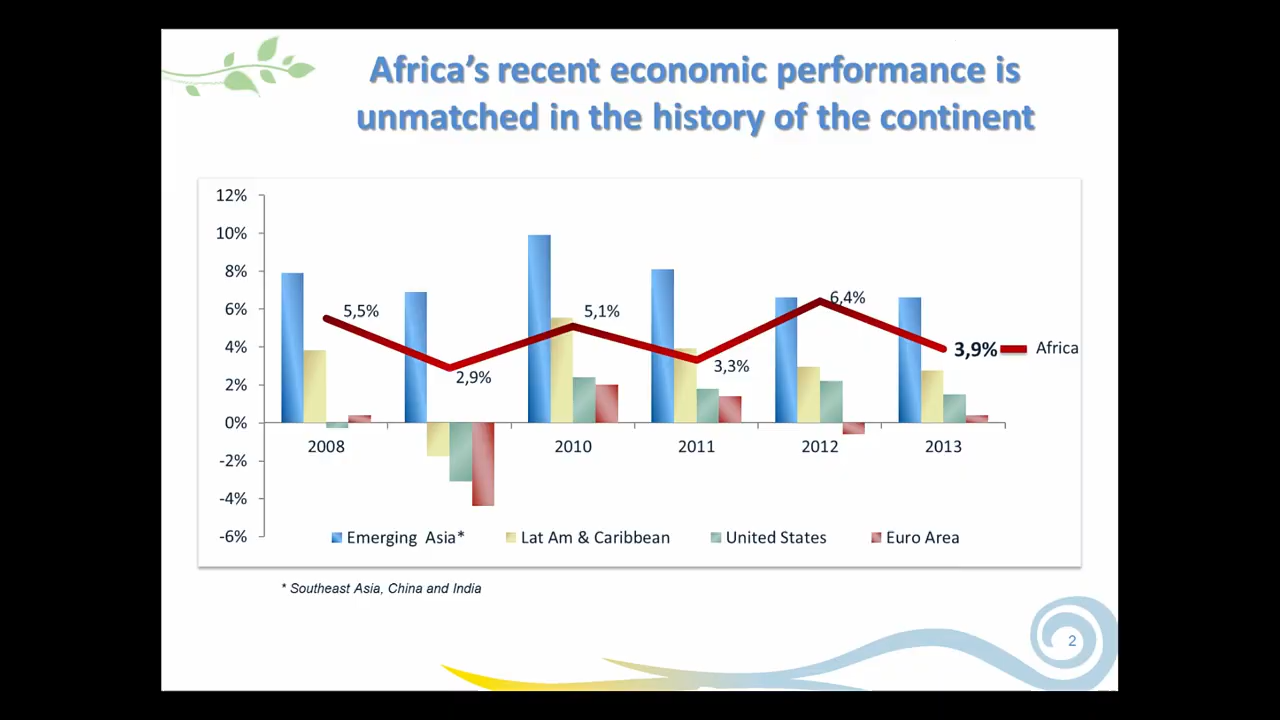 Africa's recent economic performance is
unmatched in the history of the continent
12%
10%
8%
6%
4%
2%
0%
-2%
-4%
-6%
5,5%
2,9%
5,1%
3,3%
6,4%
3,9%
Africa
2008
2010
2011
2012
2013
Emerging Asia*
Lat Am & Caribbean
United States
Euro Area
* Southeast Asia, China and India
2